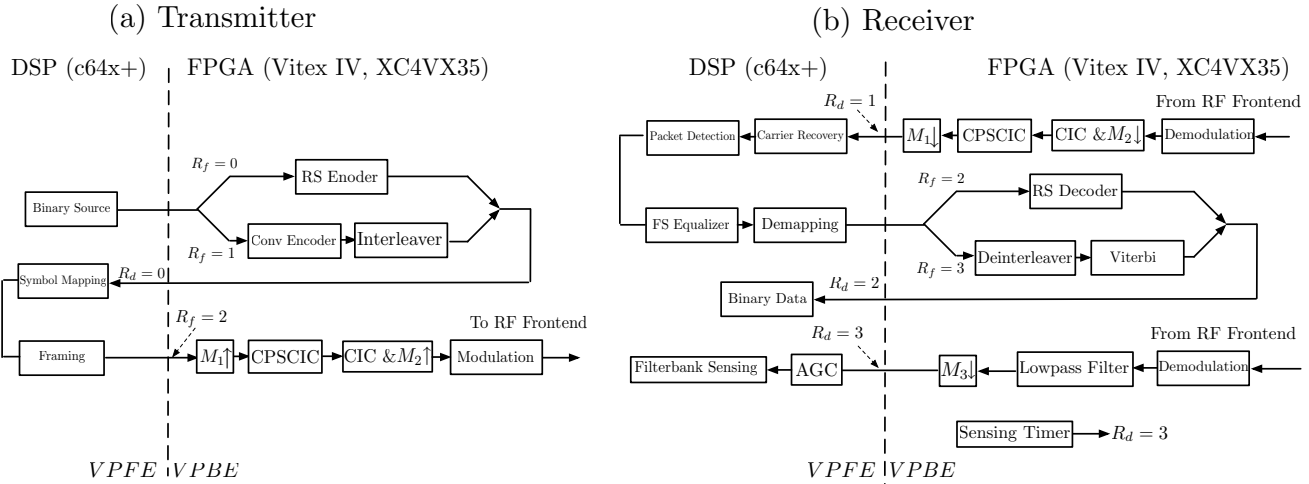 (a) Transmitter
DSP (c64x+)
FPGA (Vitex IV, XC4VX35)
R_f = 0
RS Enoder
Binary Source
R_f = 1
Conv Encoder
Interleaver
Symbol Mapping
R_d = 0
R_f = 2
To RF Frontend
Framing
M_1↑
CPSCIC
CIC &M_2↑
Modulation
VPFE
VPBE
(b) Receiver
DSP (c64x+)
FPGA (Vitex IV, XC4VX35)
R_d = 1
From RF Frontend
Packet Detection
Carrier Recovery
M_1↓
CPSCIC
CIC &M_2↓
Demodulation
R_f = 2
RS Decoder
FS Equalizer
Demapping
R_f = 3
Deinterleaver
Viterbi
Binary Data
R_d = 2
R_d = 3
From RF Frontend
Filterbank Sensing
AGC
M_3↓
Lowpass Filter
Demodulation
Sensing Timer
R_d = 3
VPFE
VPBE